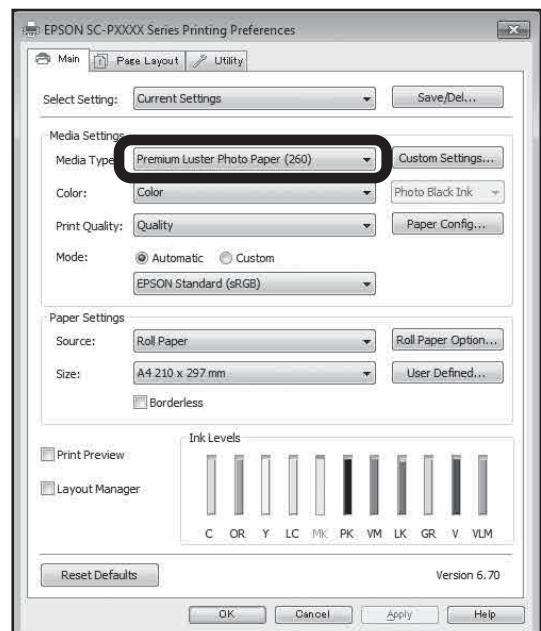 EPSON SC-PXXXX Series Printing Preferences
Main Page Layout Utility
Select Setting: Current Settings Save/Del...
Media Settings
Media Type Premium Luster Photo Paper (260) Custom Settings...
Color: Color Photo Black Ink
Print Quality: Quality Paper Config...
Mode: Automatic Custom
EPSON Standard (sRGB)
Paper Settings
Source: Roll Paper Roll Paper Option...
Size: A4 210 x 297 mm User Defined...
Borderless
Ink Levels
Print Preview
Layout Manager
C OR Y LC MK PK VM LK GR V VLM
Reset Defaults Version 6.70
OK Cancel Apply Help